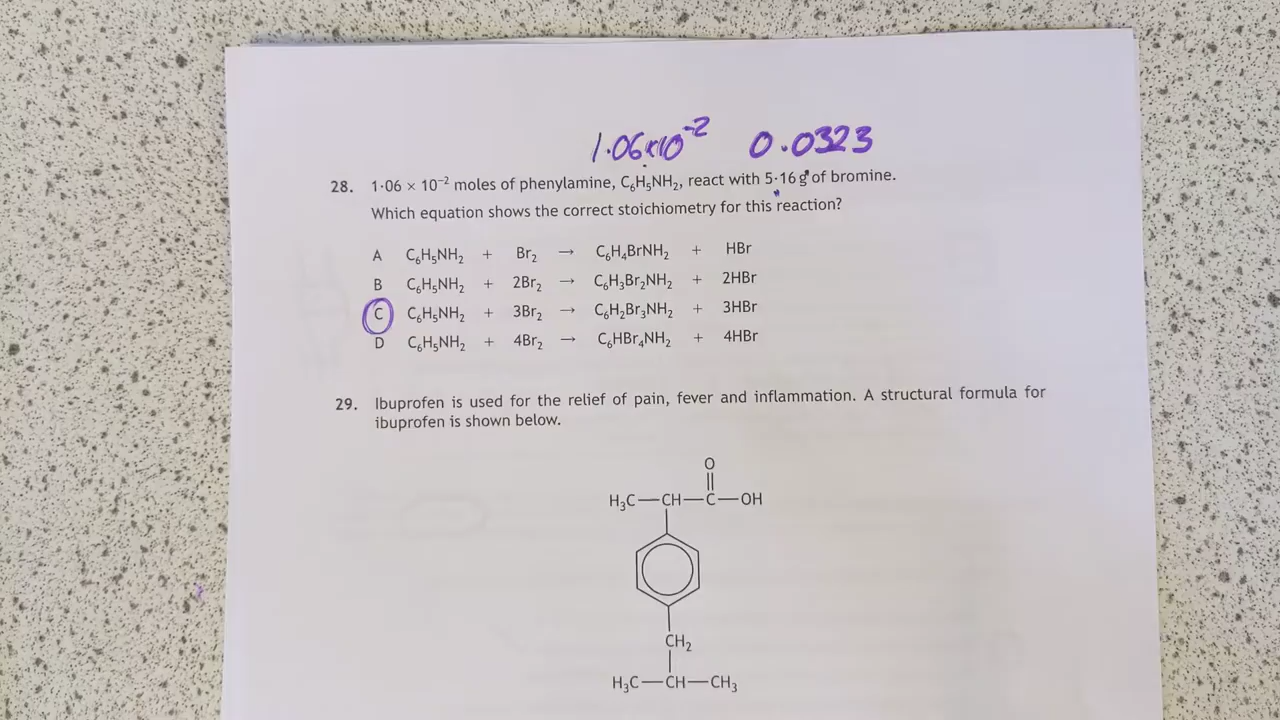 1·06×10⁻² 0.0323
28. 1·06 × 10⁻² moles of phenylamine, C₆H₅NH₂, react with 5·16 g of bromine.
Which equation shows the correct stoichiometry for this reaction?
A C₆H₅NH₂ + Br₂ → C₆H₄BrNH₂ + HBr
B C₆H₅NH₂ + 2Br₂ → C₆H₃Br₂NH₂ + 2HBr
C C₆H₅NH₂ + 3Br₂ → C₆H₂Br₃NH₂ + 3HBr
D C₆H₅NH₂ + 4Br₂ → C₆HBr₄NH₂ + 4HBr
29. Ibuprofen is used for the relief of pain, fever and inflammation. A structural formula for
ibuprofen is shown below.
O
H₃C—CH—C—OH
CH₂
H₃C—CH—CH₃